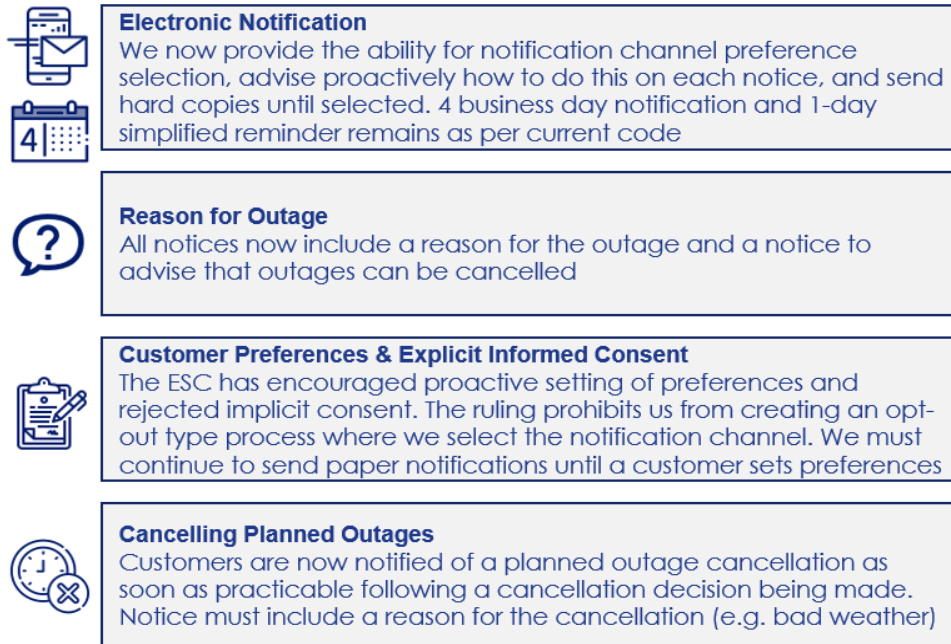 Electronic Notification
We now provide the ability for notification channel preference
selection, advise proactively how to do this on each notice, and send
hard copies until selected. 4 business day notification and 1-day
simplified reminder remains as per current code
4
Reason for Outage
?
All notices now include a reason for the outage and a notice to
advise that outages can be cancelled
Customer Preferences & Explicit Informed Consent
The ESC has encouraged proactive setting of preferences and
rejected implicit consent. The ruling prohibits us from creating an opt-
out type process where we select the notification channel. We must
continue to send paper notifications until a customer sets preferences
Cancelling Planned Outages
Customers are now notified of a planned outage cancellation as
soon as practicable following a cancellation decision being made.
Notice must include a reason for the cancellation (e.g. bad weather)